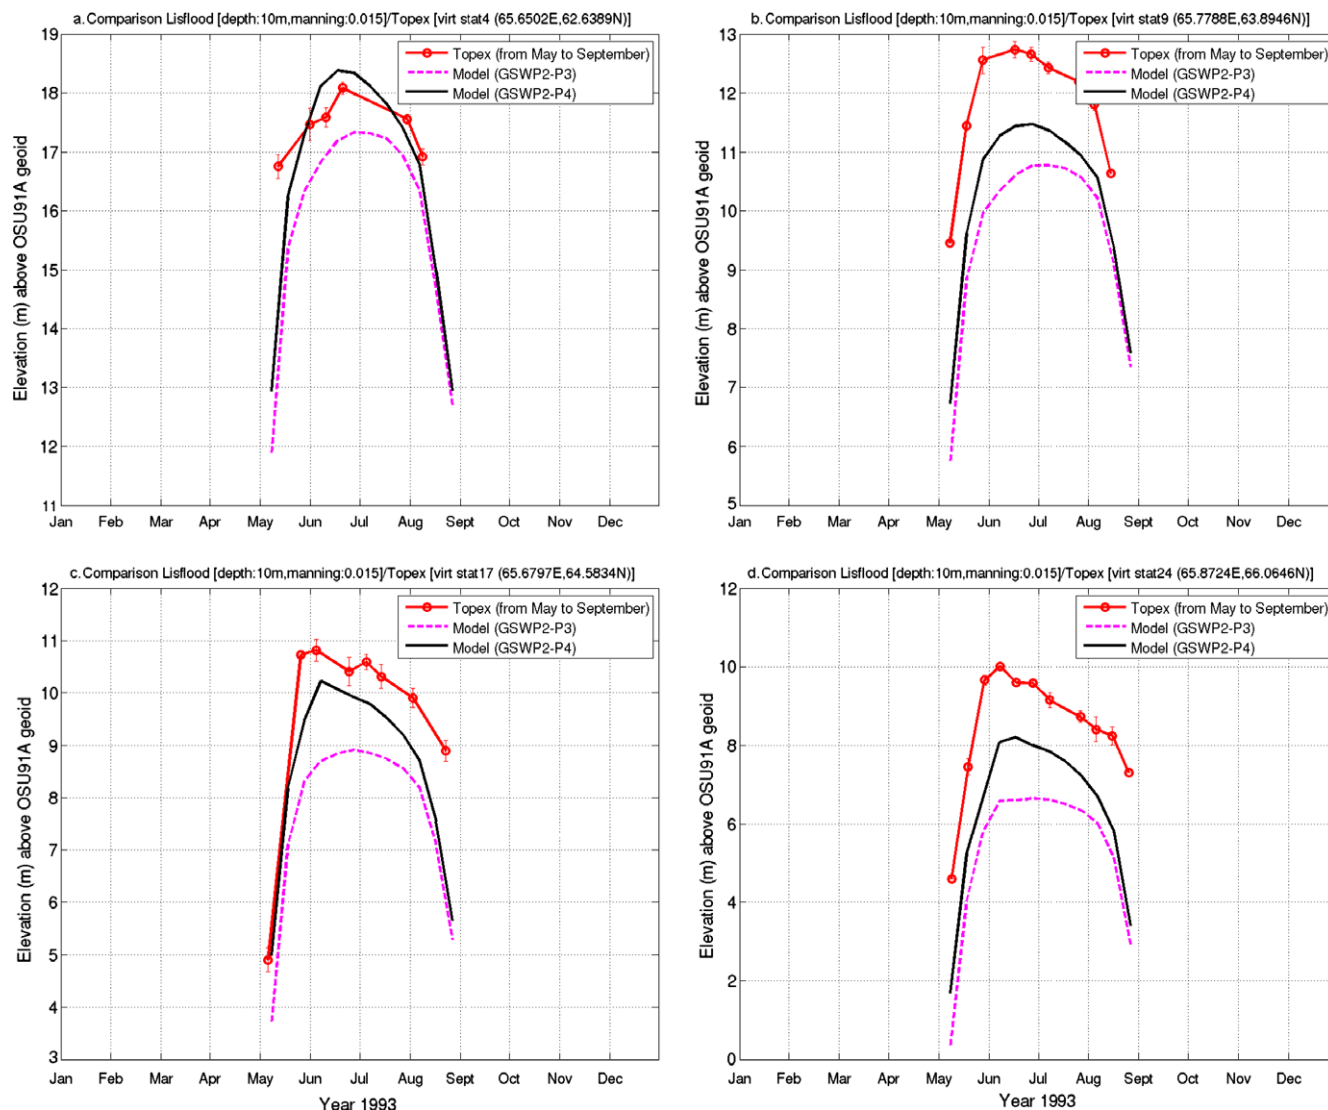 a. Comparison Lisflood [depth:10m,manning:0.015]/Topex [virt stat4 (65.6502E,62.6389N)]
19
18
17
16
15
14
13
12
11
Elevation (m) above OSU91A geoid
Topex (from May to September)
Model (GSWP2-P3)
Model (GSWP2-P4)
Jan Feb Mar Apr May Jun Jul Aug Sept Oct Nov Dec
b. Comparison Lisflood [depth:10m,manning:0.015]/Topex [virt stat9 (65.7788E,63.8946N)]
13
12
11
10
9
8
7
6
5
Elevation (m) above OSU91A geoid
Topex (from May to September)
Model (GSWP2-P3)
Model (GSWP2-P4)
Jan Feb Mar Apr May Jun Jul Aug Sept Oct Nov Dec
c. Comparison Lisflood [depth:10m,manning:0.015]/Topex [virt stat17 (65.6797E,64.5834N)]
12
11
10
9
8
7
6
5
4
3
Elevation (m) above OSU91A geoid
Topex (from May to September)
Model (GSWP2-P3)
Model (GSWP2-P4)
Jan Feb Mar Apr May Jun Jul Aug Sept Oct Nov Dec
Year 1993
d. Comparison Lisflood [depth:10m,manning:0.015]/Topex [virt stat24 (65.8724E,66.0646N)]
12
10
8
6
4
2
0
Elevation (m) above OSU91A geoid
Topex (from May to September)
Model (GSWP2-P3)
Model (GSWP2-P4)
Jan Feb Mar Apr May Jun Jul Aug Sept Oct Nov Dec
Year 1993